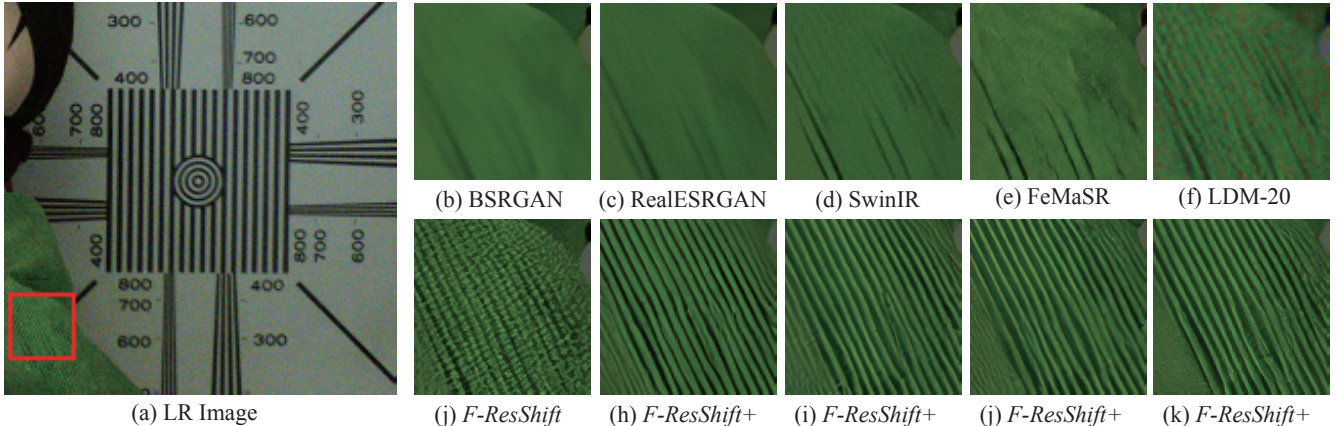 300
600
700
400
800
600
700
800
400
300
400
800
700
600
800
700
600
400
300
400
800
700
600
300
(a) LR Image
(b) BSRGAN
(c) RealESRGAN
(d) SwinIR
(e) FeMaSR
(f) LDM-20
(j) F-ResShift
(h) F-ResShift+
(i) F-ResShift+
(j) F-ResShift+
(k) F-ResShift+